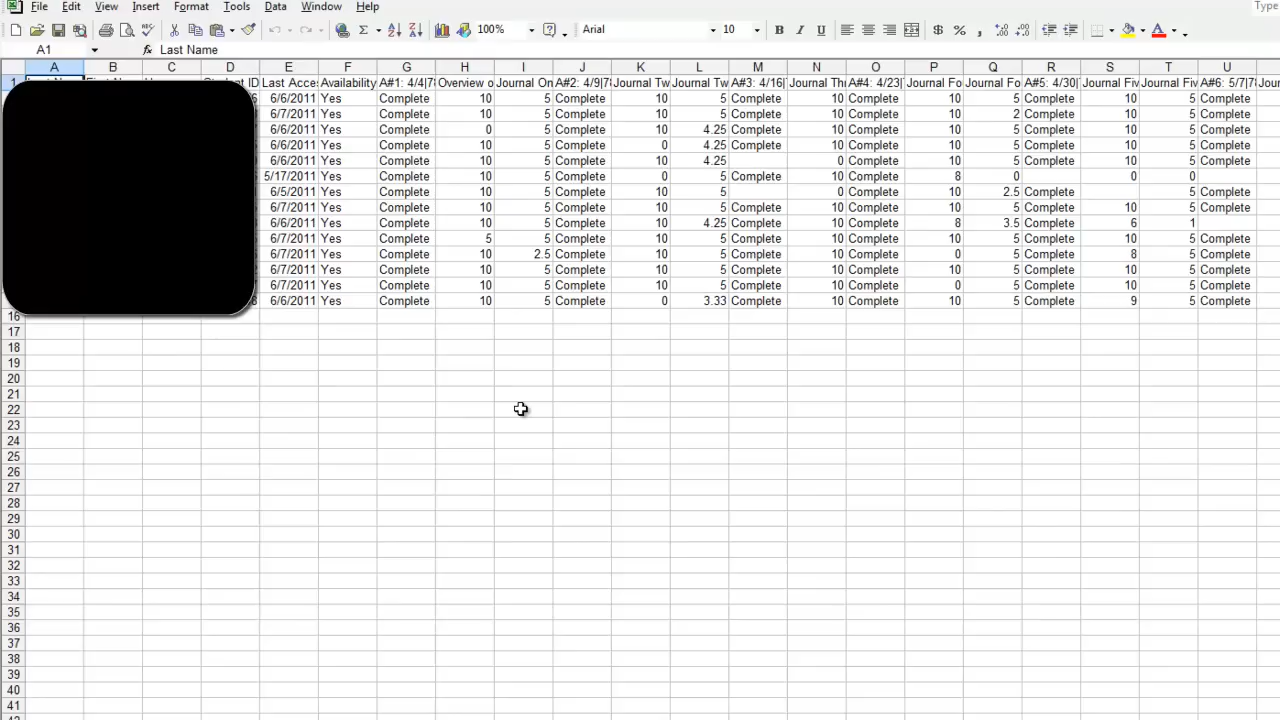 File Edit View Insert Format Tools Data Window Help Type
100% Arial 10
A1 fx Last Name
A B C D E F G H I J K L M N O P Q R S T U
1 Student ID Last Acces Availability A#1: 4/4|78 Overview o Journal On A#2: 4/9|78 Journal Tw Journal Tw A#3: 4/16| Journal Thr A#4: 4/23| Journal Fo Journal Fo A#5: 4/30| Journal Fiv Journal Fiv A#6: 5/7|78 Jour
6/6/2011 Yes Complete 10 5 Complete 10 5 Complete 10 Complete 10 5 Complete 10 5 Complete
6/7/2011 Yes Complete 10 5 Complete 10 5 Complete 10 Complete 10 2 Complete 10 5 Complete
6/6/2011 Yes Complete 0 5 Complete 10 4.25 Complete 10 Complete 10 5 Complete 10 5 Complete
6/6/2011 Yes Complete 10 5 Complete 0 4.25 Complete 10 Complete 10 5 Complete 10 5 Complete
6/6/2011 Yes Complete 10 5 Complete 10 4.25 0 Complete 10 5 Complete 10 5 Complete
5/17/2011 Yes Complete 10 5 Complete 0 5 Complete 10 Complete 8 0 0 0
6/5/2011 Yes Complete 10 5 Complete 10 5 0 Complete 10 2.5 Complete 5 Complete
6/7/2011 Yes Complete 10 5 Complete 10 5 Complete 10 Complete 10 5 Complete 10 5 Complete
6/6/2011 Yes Complete 10 5 Complete 10 4.25 Complete 10 Complete 8 3.5 Complete 6 1
6/7/2011 Yes Complete 5 5 Complete 10 5 Complete 10 Complete 10 5 Complete 10 5 Complete
6/7/2011 Yes Complete 10 2.5 Complete 10 5 Complete 10 Complete 0 5 Complete 8 5 Complete
6/7/2011 Yes Complete 10 5 Complete 10 5 Complete 10 Complete 10 5 Complete 10 5 Complete
6/7/2011 Yes Complete 10 5 Complete 10 5 Complete 10 Complete 0 5 Complete 10 5 Complete
8 6/6/2011 Yes Complete 10 5 Complete 0 3.33 Complete 10 Complete 10 5 Complete 9 5 Complete
16
17
18
19
20
21
22
23
24
25
26
27
28
29
30
31
32
33
34
35
36
37
38
39
40
41